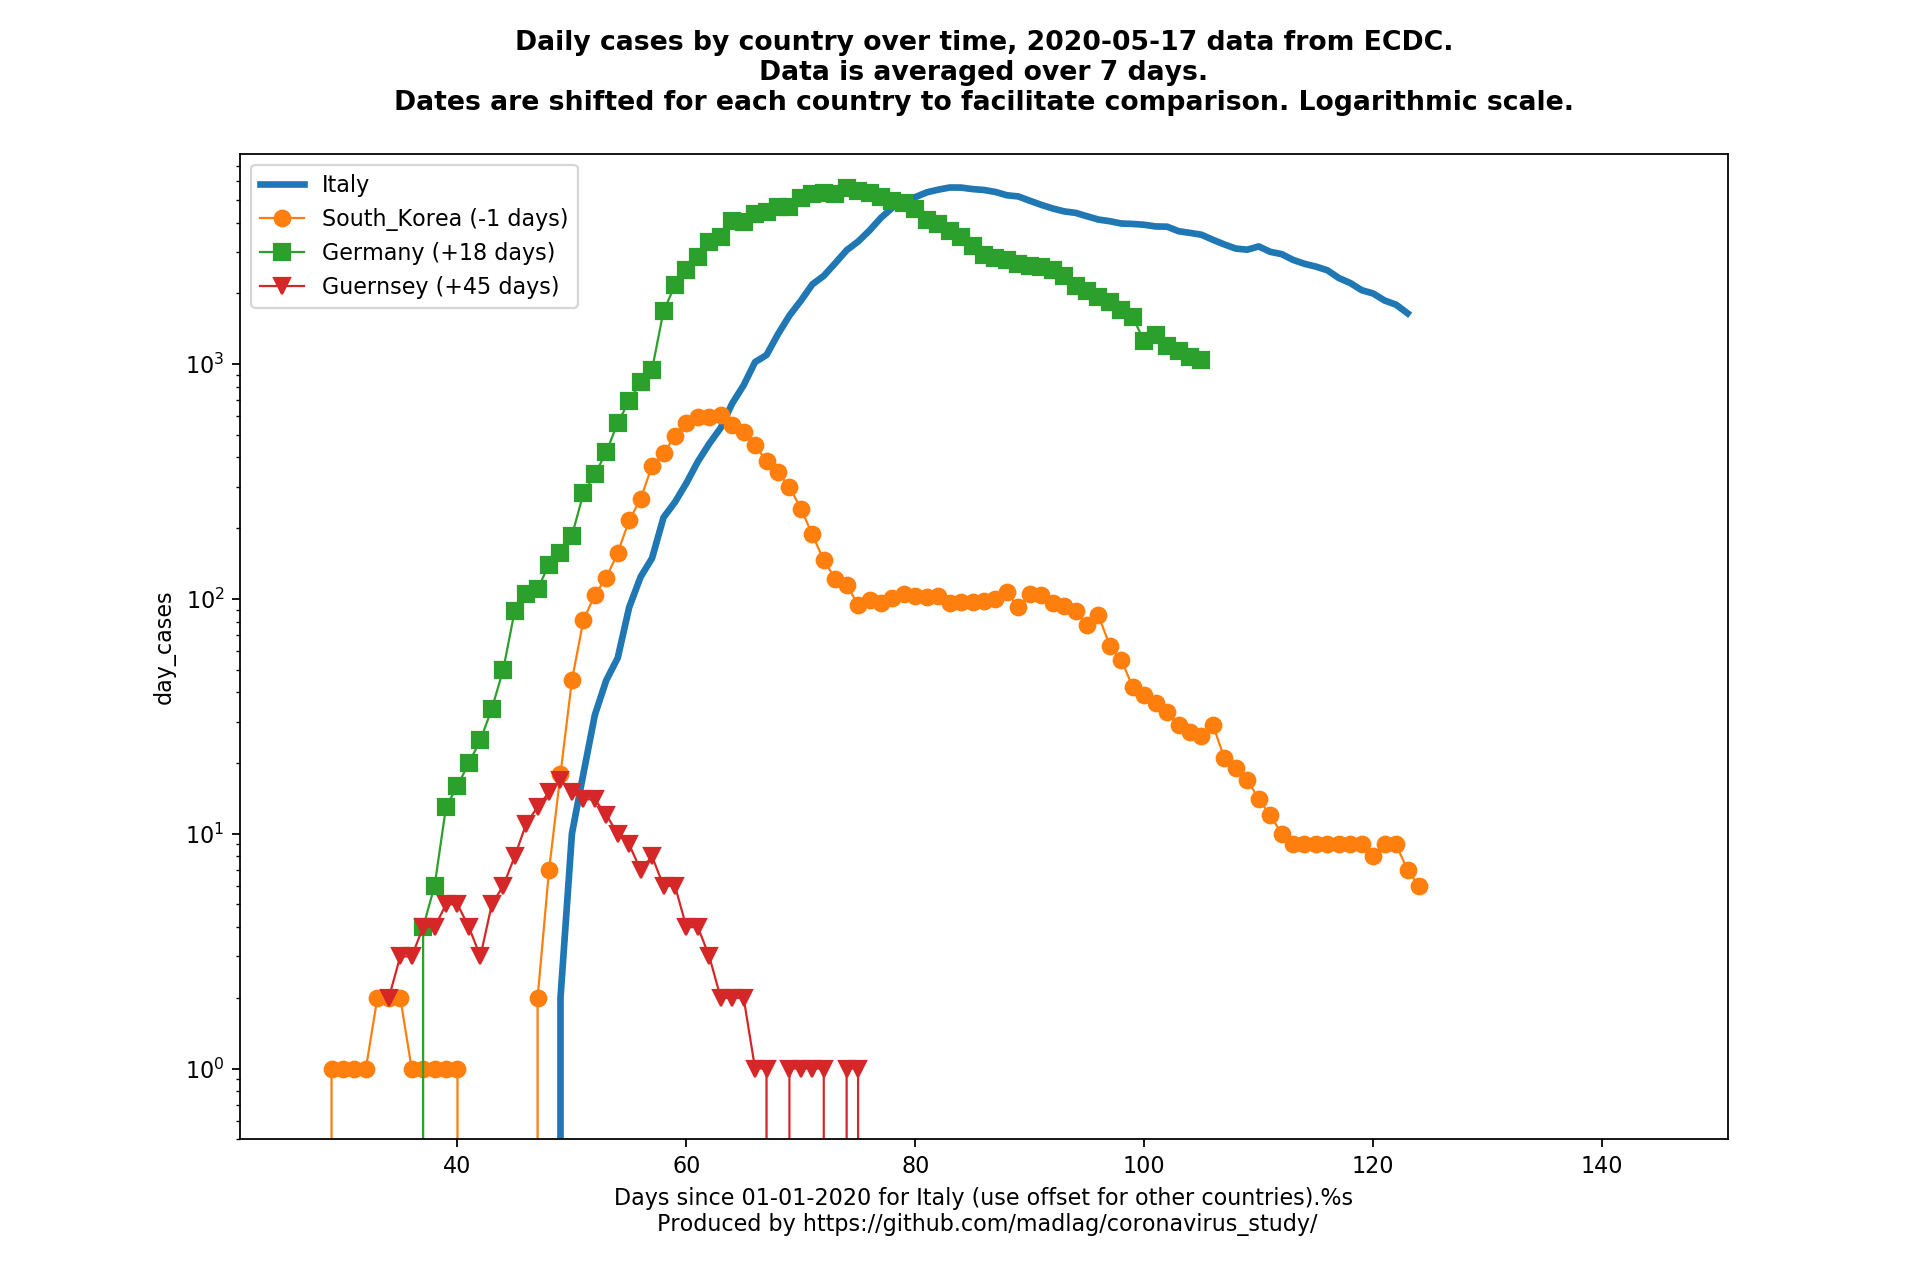 Daily cases by country over time, 2020-05-17 data from ECDC.
Data is averaged over 7 days.
Dates are shifted for each country to facilitate comparison. Logarithmic scale.
Italy
South_Korea (-1 days)
Germany (+18 days)
Guernsey (+45 days)
day_cases
10³
10²
10¹
10⁰
40 60 80 100 120 140
Days since 01-01-2020 for Italy (use offset for other countries).%s
Produced by https://github.com/madlag/coronavirus_study/